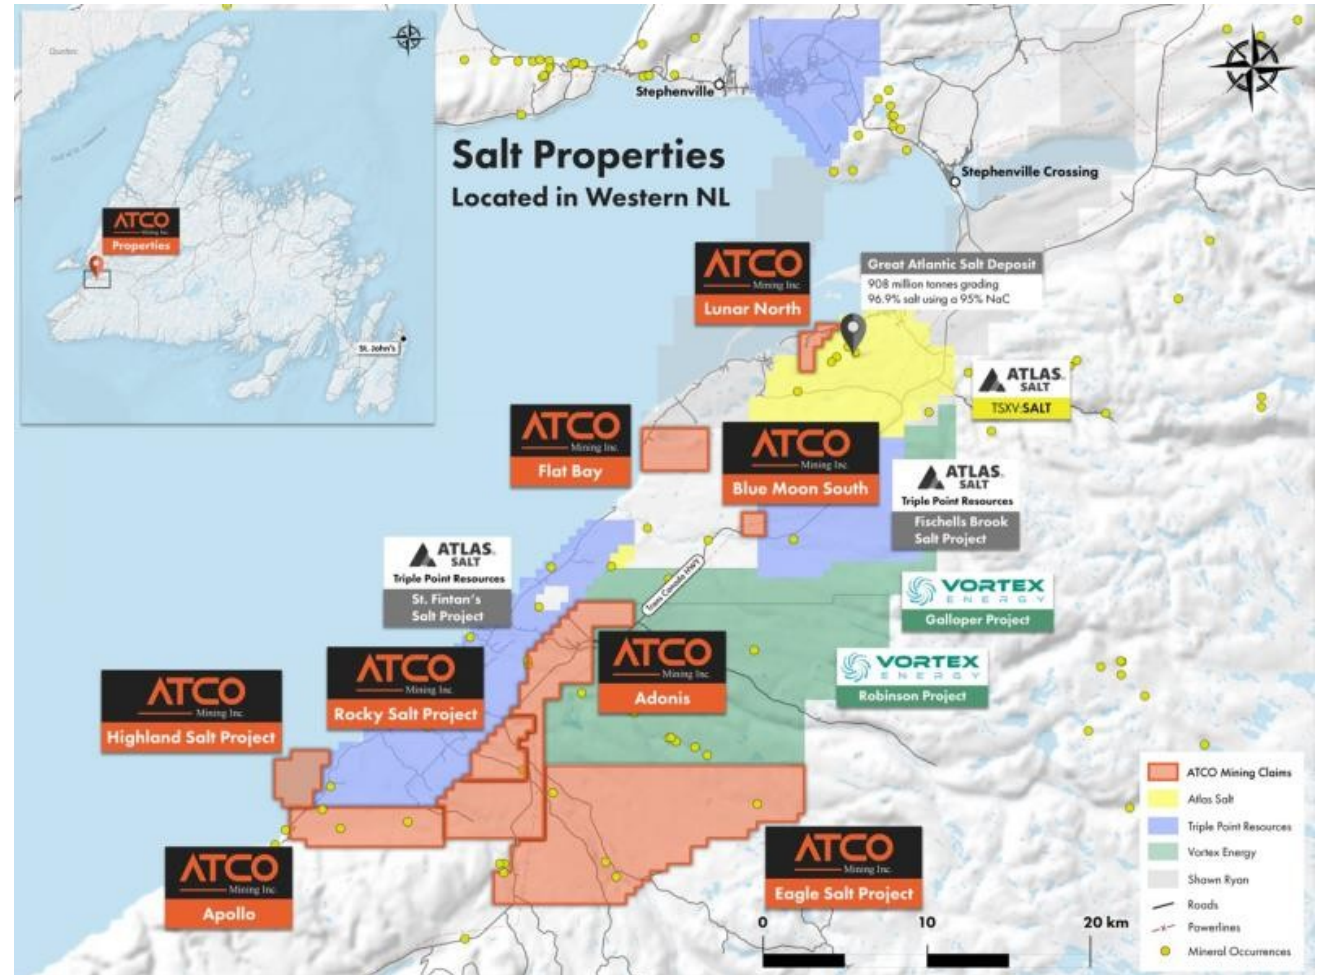 Quebec
Gulf of St. Lawrence
ATCO
Mining Inc.
Properties
St. John's
Salt Properties
Located in Western NL
Stephenville
Stephenville Crossing
ATCO
Mining Inc.
Lunar North
Great Atlantic Salt Deposit
908 million tonnes grading
96.9% salt using a 95% NaC
ATLAS
SALT
TSXV:SALT
ATCO
Mining Inc.
Flat Bay
ATCO
Mining Inc.
Blue Moon South
ATLAS
SALT
Triple Point Resources
Fischells Brook
Salt Project
ATLAS
SALT
Triple Point Resources
St. Fintan's
Salt Project
Trans Canada HWY
VORTEX
ENERGY
Galloper Project
ATCO
Mining Inc.
Adonis
VORTEX
ENERGY
Robinson Project
ATCO
Mining Inc.
Rocky Salt Project
ATCO
Mining Inc.
Highland Salt Project
ATCO
Mining Inc.
Apollo
ATCO
Mining Inc.
Eagle Salt Project
ATCO Mining Claims
Atlas Salt
Triple Point Resources
Vortex Energy
Shawn Ryan
Roads
Powerlines
Mineral Occurrences
0 10 20 km